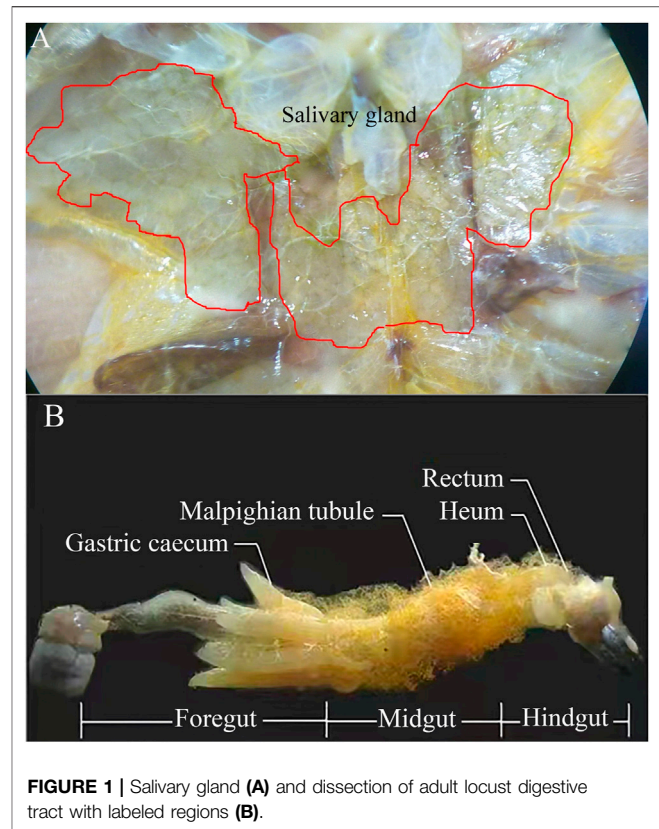 A
Salivary gland
B
Rectum
Malpighian tubule
Heum
Gastric caecum
Foregut
Midgut
Hindgut
FIGURE 1 | Salivary gland (A) and dissection of adult locust digestive
tract with labeled regions (B).